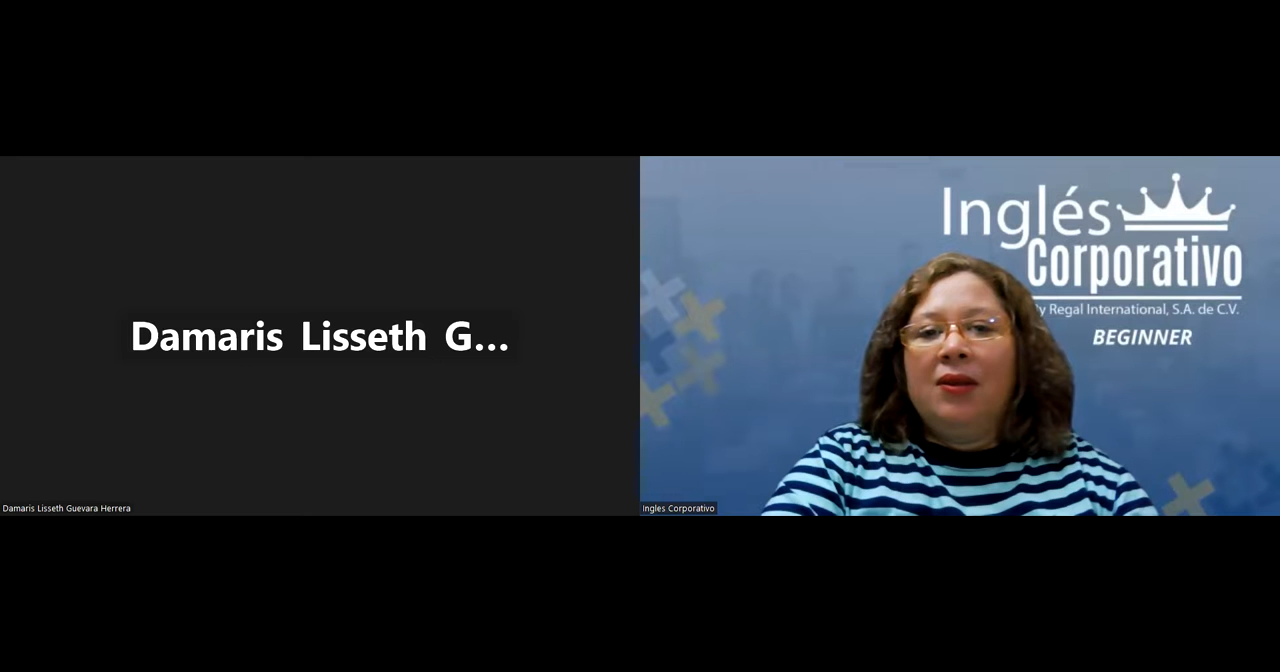 Damaris Lisseth G...
Damaris Lisseth Guevara Herrera
Inglés
Corporativo
y Regal International, S.A. de C.V.
BEGINNER
Ingles Corporativo